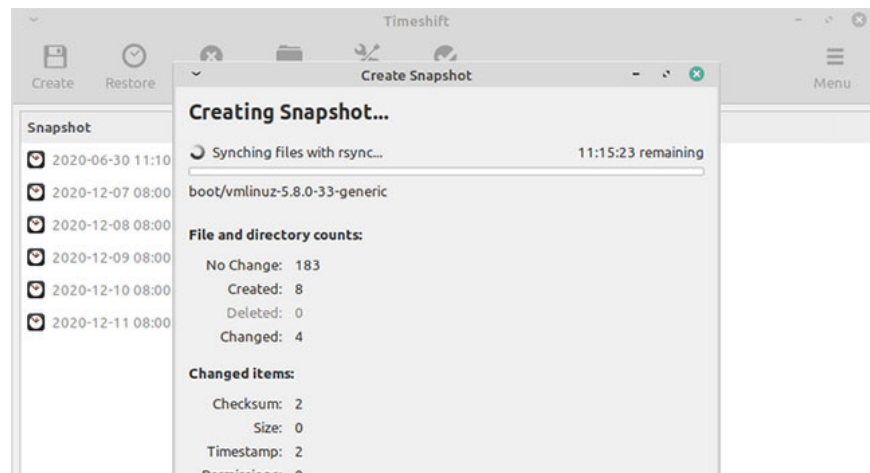 Timeshift
Create Restore Menu
Create Snapshot
Creating Snapshot...
Snapshot
Synching files with rsync... 11:15:23 remaining
2020-06-30 11:10
2020-12-07 08:00
boot/vmlinuz-5.8.0-33-generic
2020-12-08 08:00
File and directory counts:
2020-12-09 08:00
No Change: 183
2020-12-10 08:00
Created: 8
Deleted: 0
2020-12-11 08:00
Changed: 4
Changed items:
Checksum: 2
Size: 0
Timestamp: 2